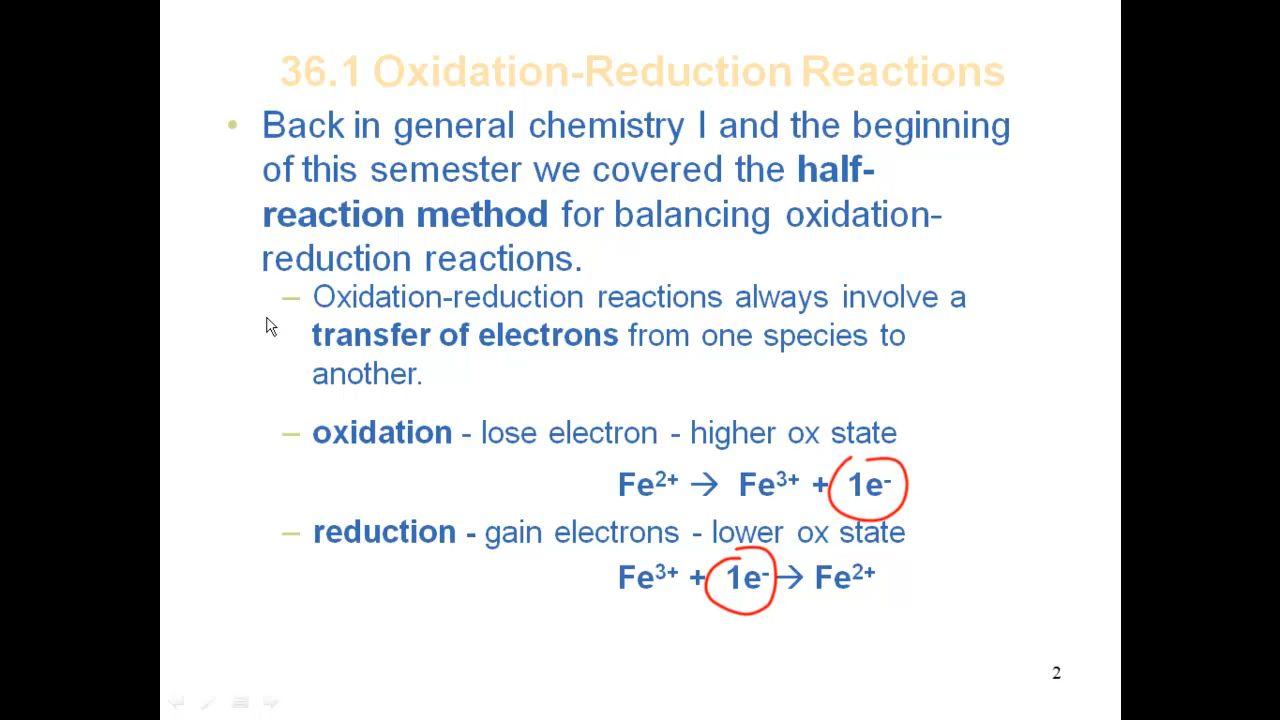 36.1 Oxidation-Reduction Reactions
• Back in general chemistry I and the beginning
of this semester we covered the half-
reaction method for balancing oxidation-
reduction reactions.
– Oxidation-reduction reactions always involve a
transfer of electrons from one species to
another.
– oxidation - lose electron - higher ox state
Fe²⁺ → Fe³⁺ + 1e⁻
– reduction - gain electrons - lower ox state
Fe³⁺ + 1e⁻ → Fe²⁺
2